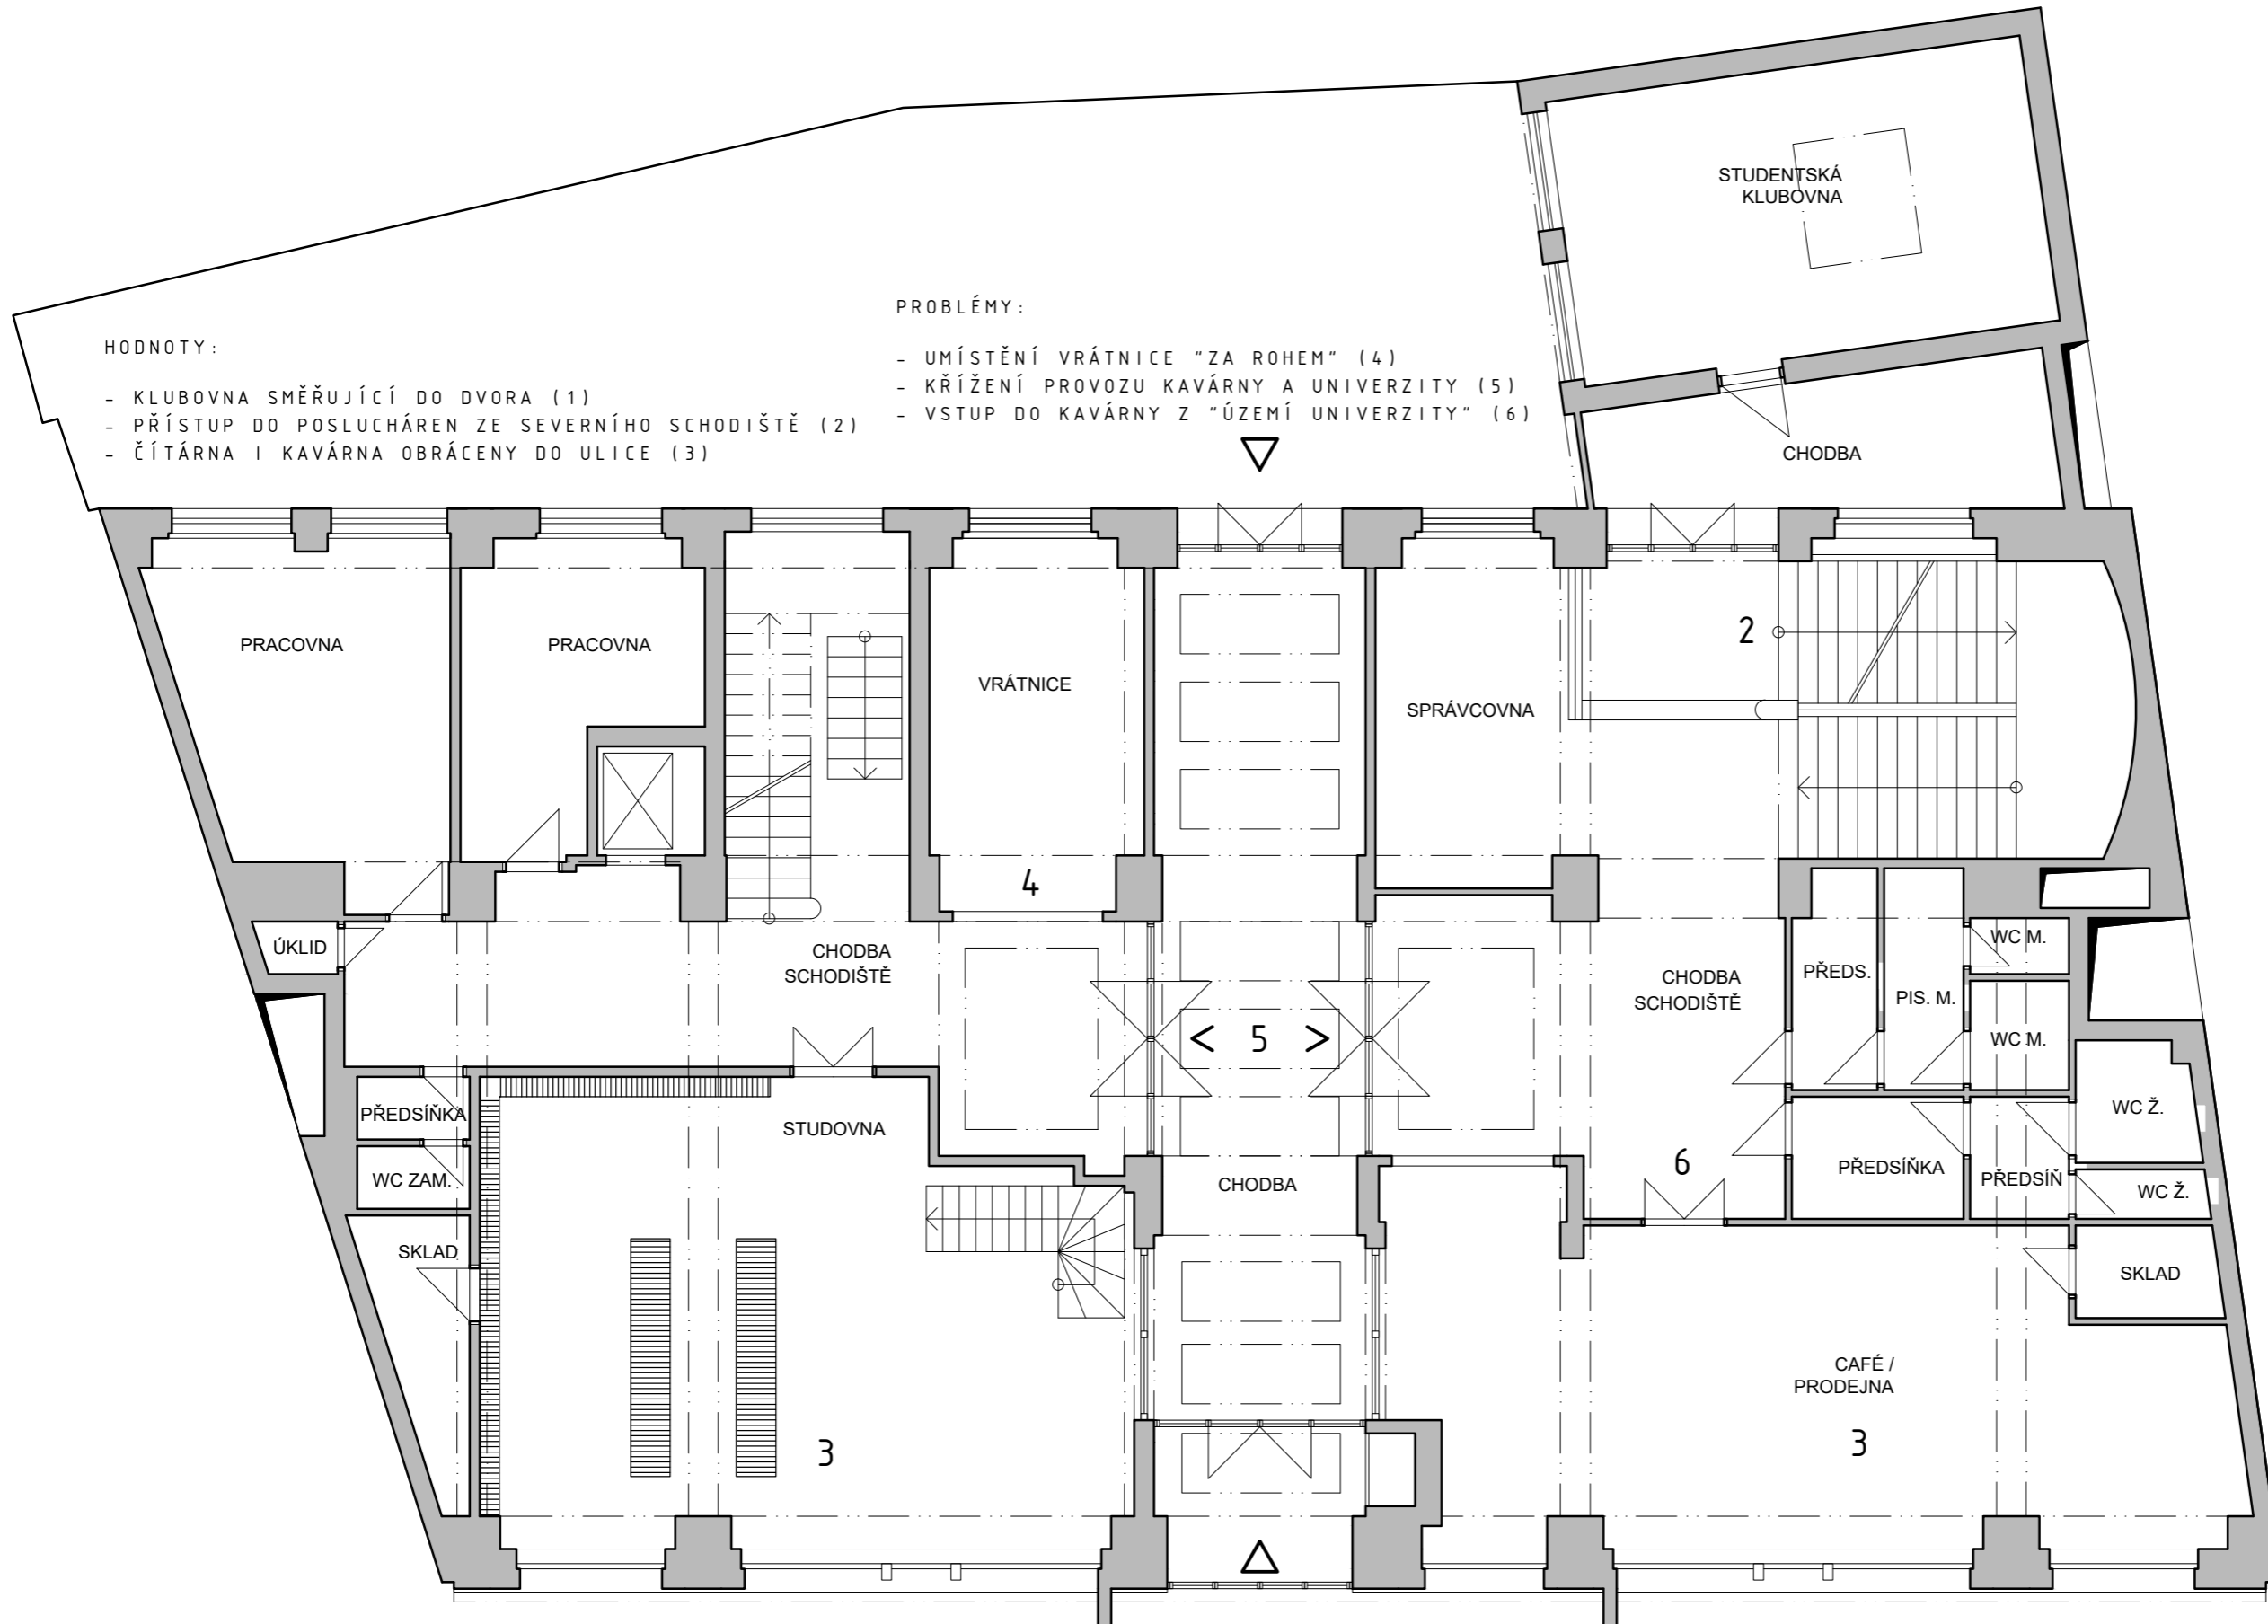 STUDENTSKÁ
KLUBOVNA
PROBLÉMY:
- UMÍSTĚNÍ VRÁTNICE "ZA ROHEM" (4)
- KŘÍŽENÍ PROVOZU KAVÁRNY A UNIVERZITY (5)
- VSTUP DO KAVÁRNY Z "ÚZEMÍ UNIVERZITY" (6)
HODNOTY:
- KLUBOVNA SMĚŘUJÍCÍ DO DVORA (1)
- PŘÍSTUP DO POSLUCHÁREN ZE SEVERNÍHO SCHODIŠTĚ (2)
- ČÍTÁRNA I KAVÁRNA OBRÁCENY DO ULICE (3)
CHODBA
PRACOVNA
PRACOVNA
VRÁTNICE
SPRÁVCOVNA
2
4
ÚKLID
CHODBA
SCHODIŠTĚ
CHODBA
SCHODIŠTĚ
PŘEDS.
PIS. M.
WC M.
WC M.
< 5 >
PŘEDSÍŇKA
WC ZAM.
STUDOVNA
CHODBA
6
PŘEDSÍŇKA
PŘEDSÍŇ
WC Ž.
WC Ž.
SKLAD
SKLAD
CAFÉ /
PRODEJNA
3
3